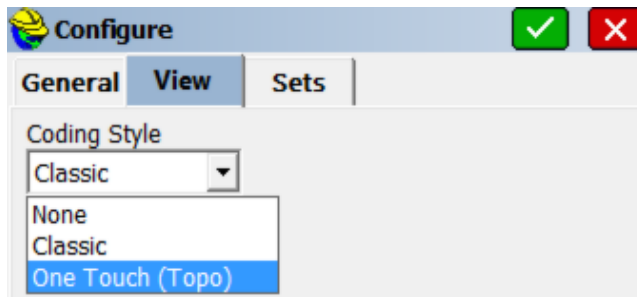 Configure
General View Sets
Coding Style
Classic
None
Classic
One Touch (Topo)